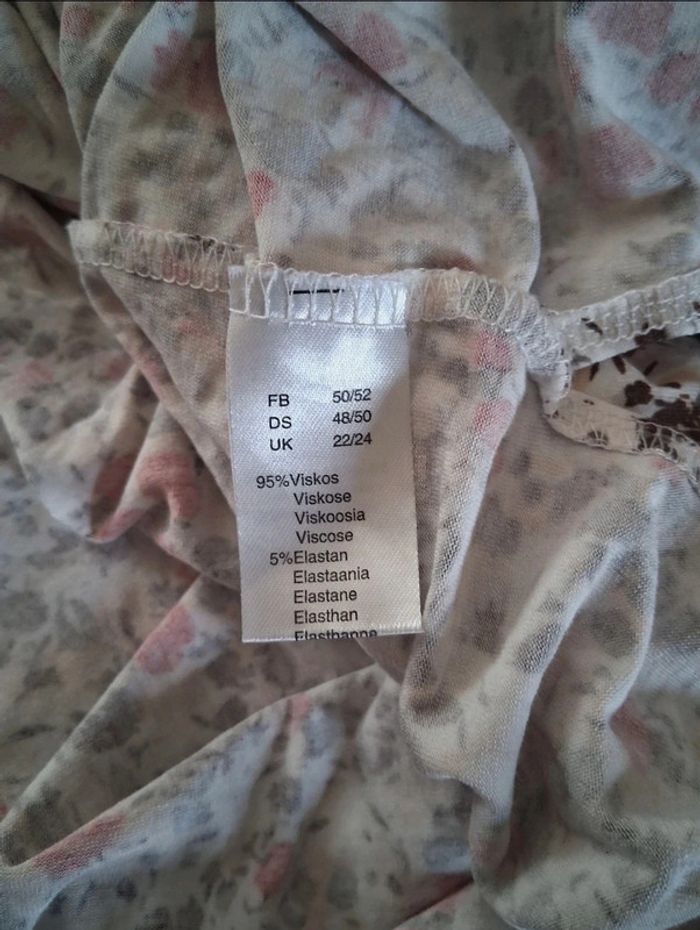 FB 50/52
DS 48/50
UK 22/24
95%Viskos
Viskose
Viskoosia
Viscose
5%Elastan
Elastaania
Elastane
Elasthan
Elasthanne